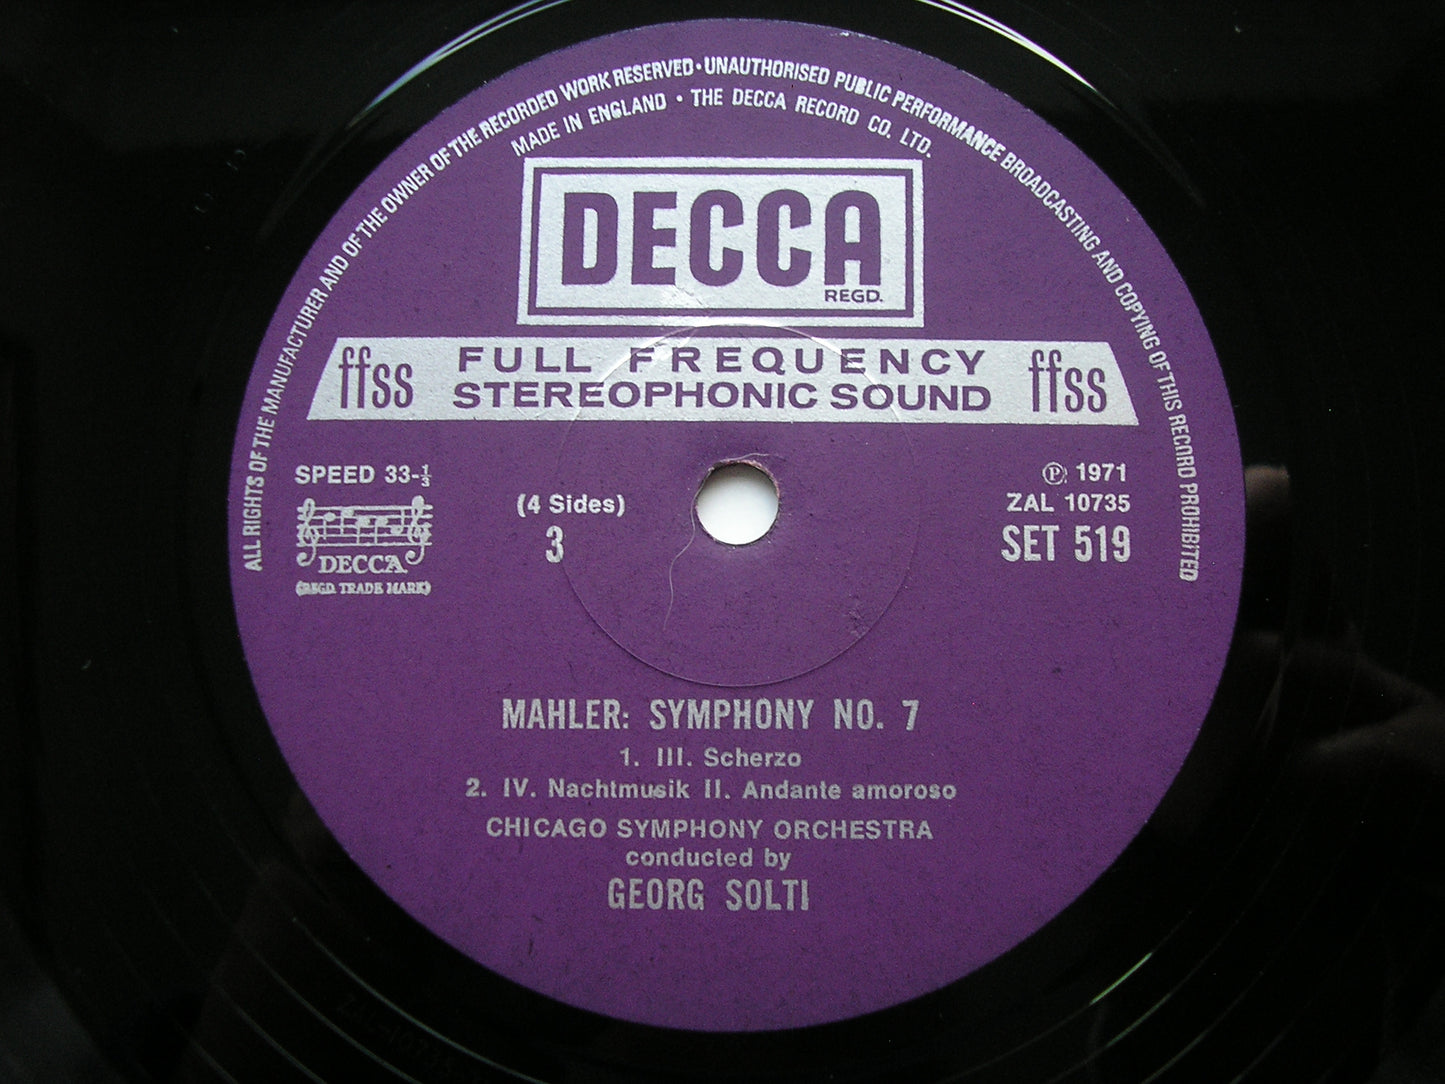 ALL RIGHTS OF THE MANUFACTURER AND OF THE OWNER OF THE RECORDED WORK RESERVED · UNAUTHORISED PUBLIC PERFORMANCE BROADCASTING AND COPYING OF THIS RECORD PROHIBITED
MADE IN ENGLAND · THE DECCA RECORD CO. LTD.
DECCA
REGD.
ffss FULL FREQUENCY ffss
STEREOPHONIC SOUND
SPEED 33-⅓
DECCA
(REGD. TRADE MARK)
(4 Sides)
3
Ⓟ 1971
ZAL 10735
SET 519
MAHLER: SYMPHONY NO. 7
1. III. Scherzo
2. IV. Nachtmusik II. Andante amoroso
CHICAGO SYMPHONY ORCHESTRA
conducted by
GEORG SOLTI